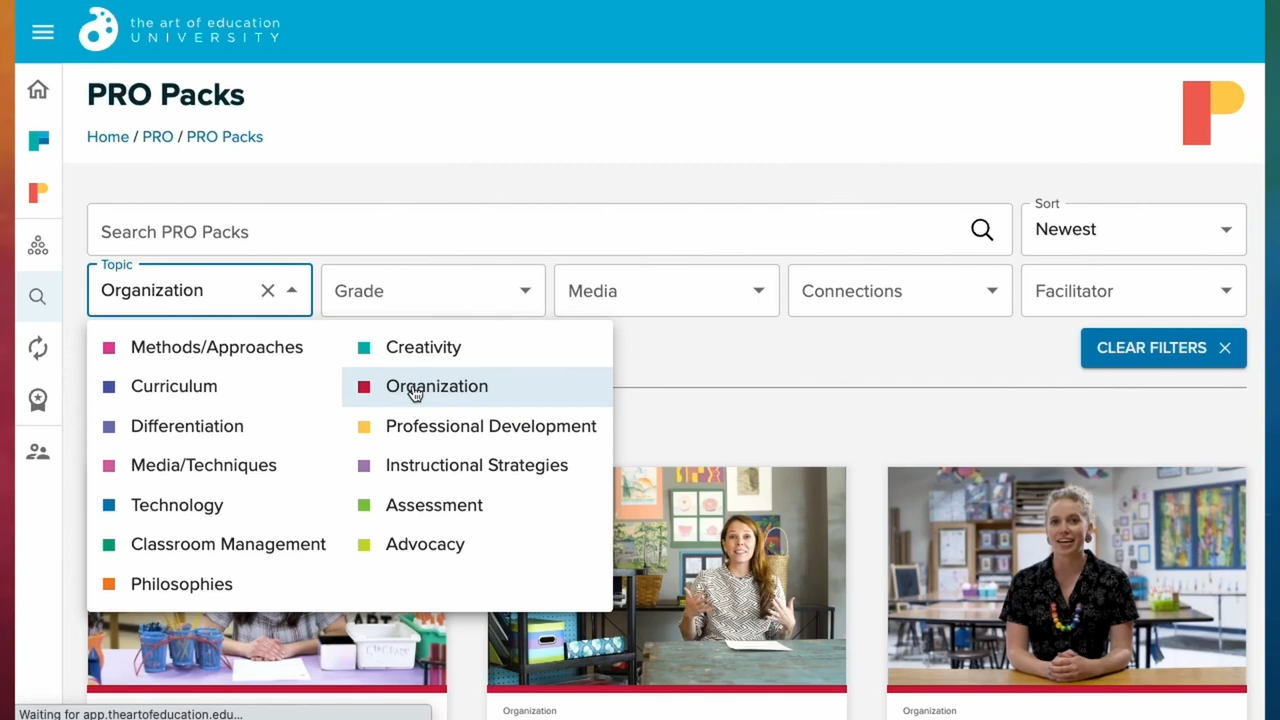 the art of education
UNIVERSITY
PRO Packs
Home / PRO / PRO Packs
Search PRO Packs
Sort
Newest
Topic
Organization
Grade
Media
Connections
Facilitator
CLEAR FILTERS
Methods/Approaches
Creativity
Curriculum
Organization
Differentiation
Professional Development
Media/Techniques
Instructional Strategies
Technology
Assessment
Classroom Management
Advocacy
Philosophies
Organization
Organization
Waiting for app.theartofeducation.edu...